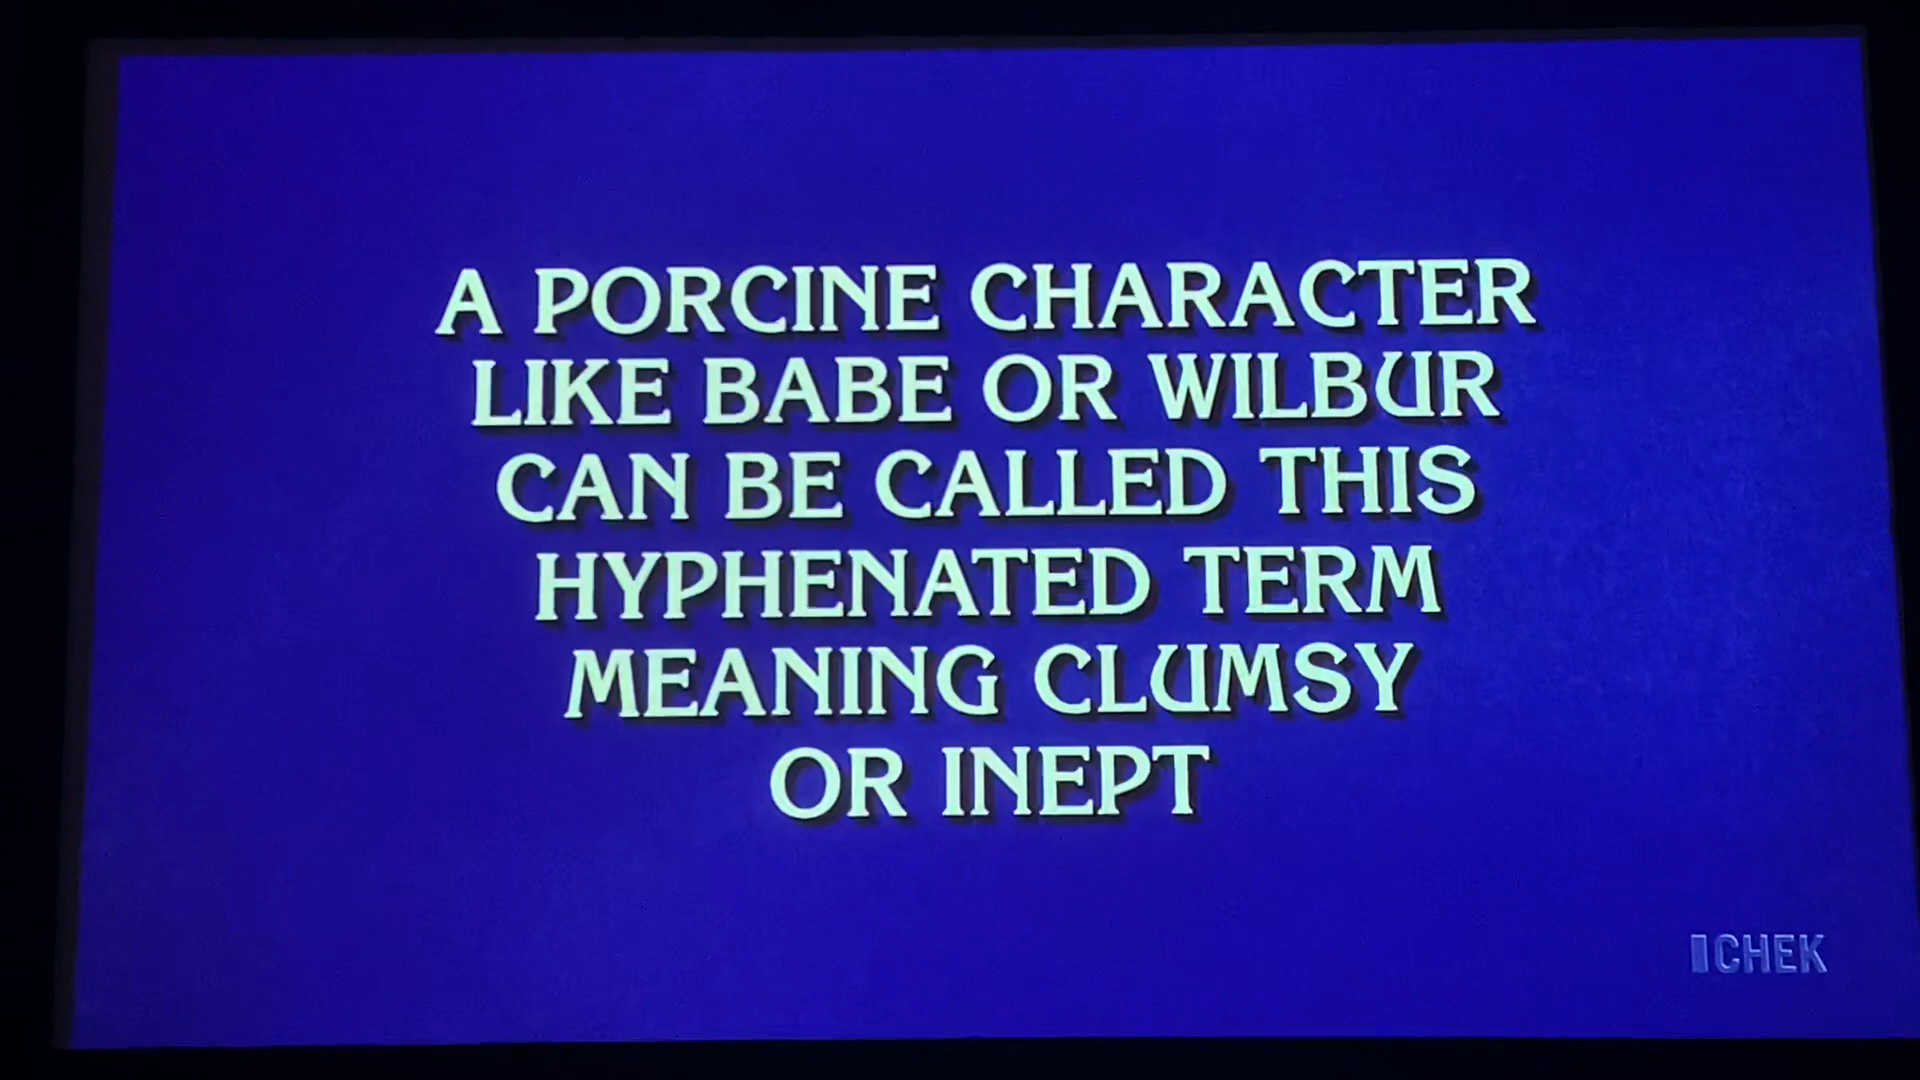 A PORCINE CHARACTER
LIKE BABE OR WILBUR
CAN BE CALLED THIS
HYPHENATED TERM
MEANING CLUMSY
OR INEPT
CHEK